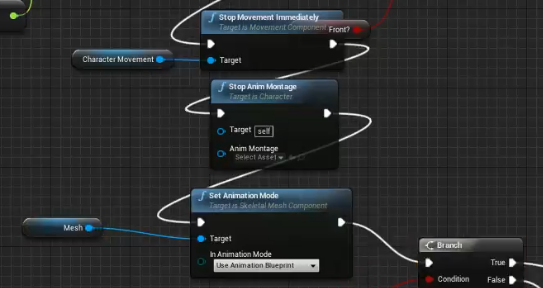 Stop Movement Immediately
Target is Movement Component
Front?
Character Movement
Target
Stop Anim Montage
Target is Character
Target self
Anim Montage
Select Asset
Set Animation Mode
Target is Skeletal Mesh Component
Mesh
Target
In Animation Mode
Use Animation Blueprint
Branch
True
Condition
False